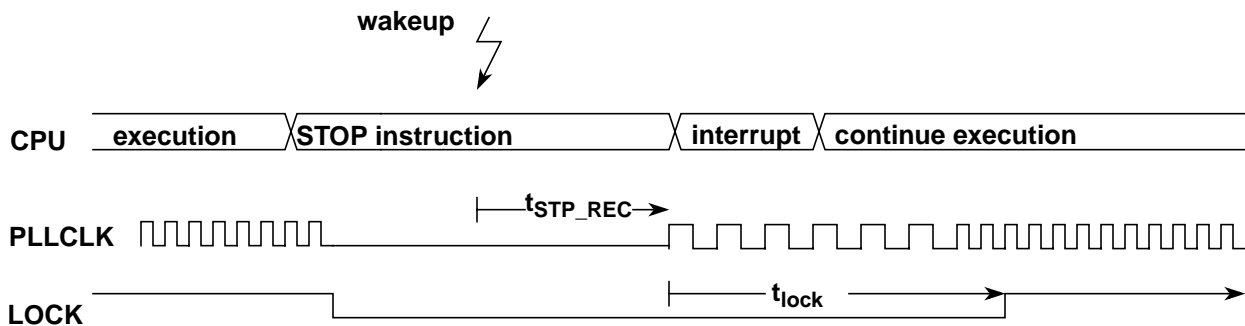 wakeup
CPU execution STOP instruction interrupt continue execution
tSTP_REC
PLLCLK
tlock
LOCK